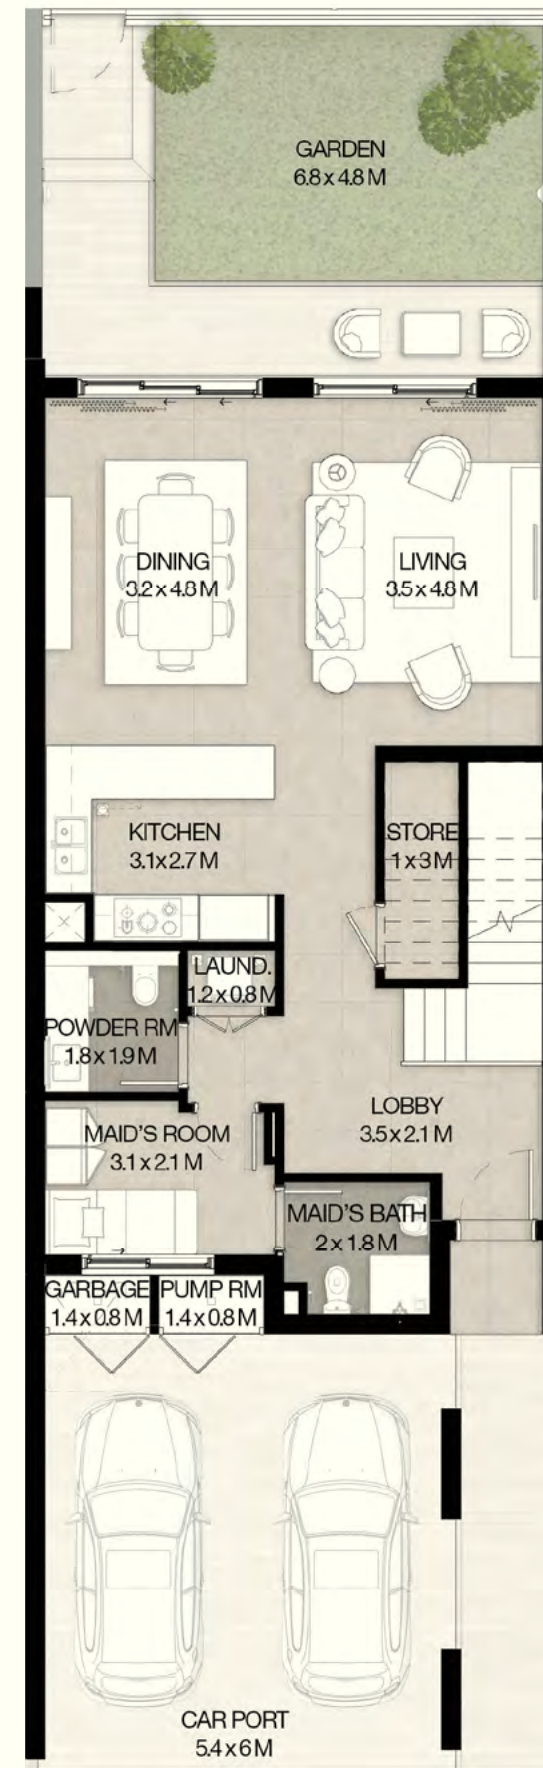 GARDEN
6.8 x 4.8 M
DINING
3.2 x 4.8 M
LIVING
3.5 x 4.8 M
KITCHEN
3.1 x 2.7 M
STORE
1 x 3 M
LAUND.
1.2 x 0.8 M
POWDER RM
1.8 x 1.9 M
LOBBY
3.5 x 2.1 M
MAID'S ROOM
3.1 x 2.1 M
MAID'S BATH
2 x 1.8 M
GARBAGE
1.4 x 0.8 M
PUMP RM
1.4 x 0.8 M
CAR PORT
5.4 x 6 M